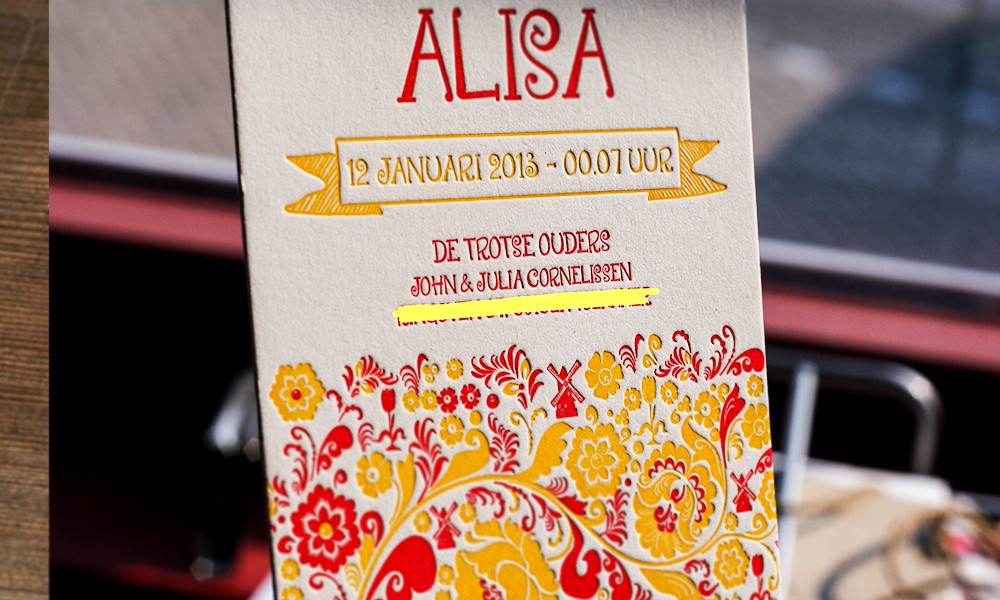 ALISA
12 JANUARI 2013 - 00.07 UUR
DE TROTSE OUDERS
JOHN & JULIA CORNELISSEN